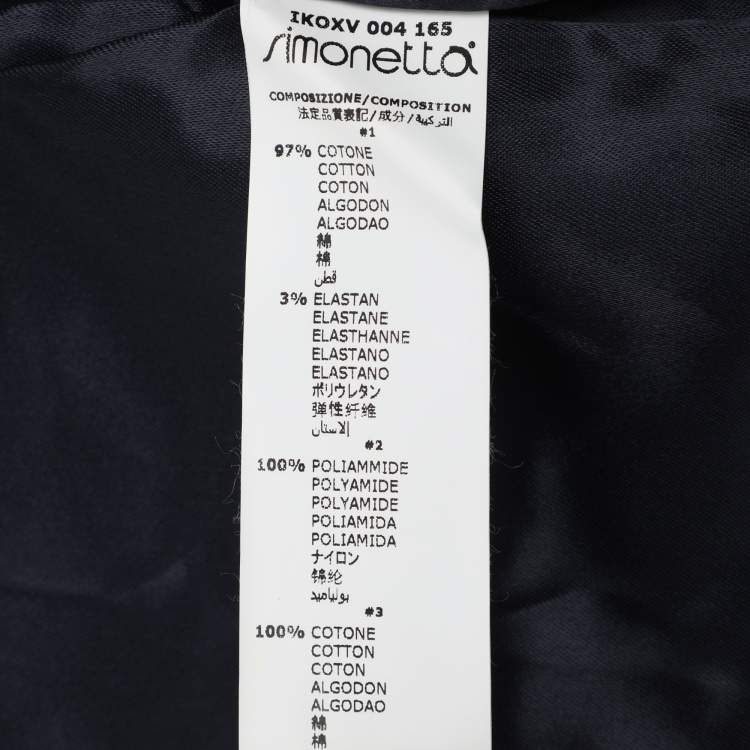 IKOXV 004 165
simonetta
COMPOSIZIONE/COMPOSITION
法定品質表記/成分/التركيبة
#1
97% COTONE
COTTON
COTON
ALGODON
ALGODAO
綿
棉
قطن
3% ELASTAN
ELASTANE
ELASTHANNE
ELASTANO
ELASTANO
ポリウレタン
弹性纤维
إلاستان
#2
100% POLIAMMIDE
POLYAMIDE
POLYAMIDE
POLIAMIDA
POLIAMIDA
ナイロン
锦纶
بولياميد
#3
100% COTONE
COTTON
COTON
ALGODON
ALGODAO
綿
棉